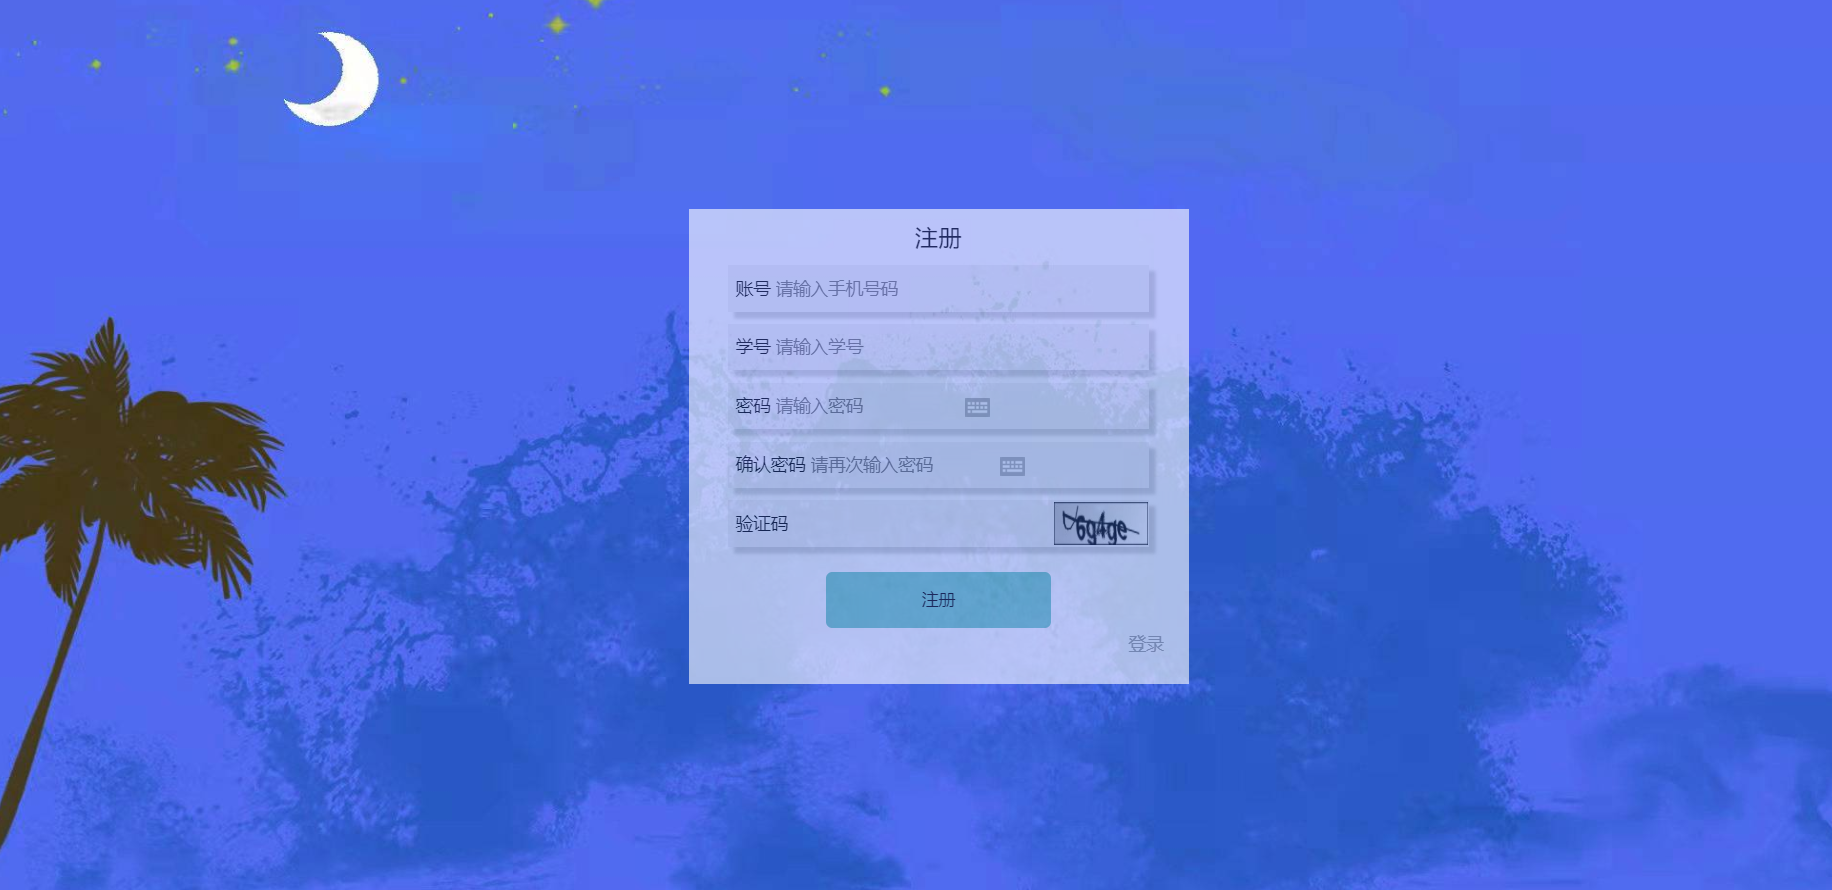 注册
账号 请输入手机号码
学号 请输入学号
密码 请输入密码
确认密码 请再次输入密码
验证码
注册
登录